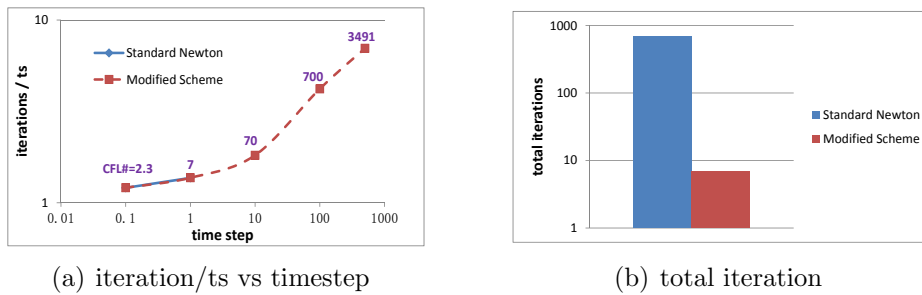 10
iterations / ts
1
Standard Newton
Modified Scheme
CFL#=2.3
7
70
700
3491
0.01
0.1
1
10
100
1000
time step
(a) iteration/ts vs timestep
1000
100
10
1
total iterations
Standard Newton
Modified Scheme
(b) total iteration